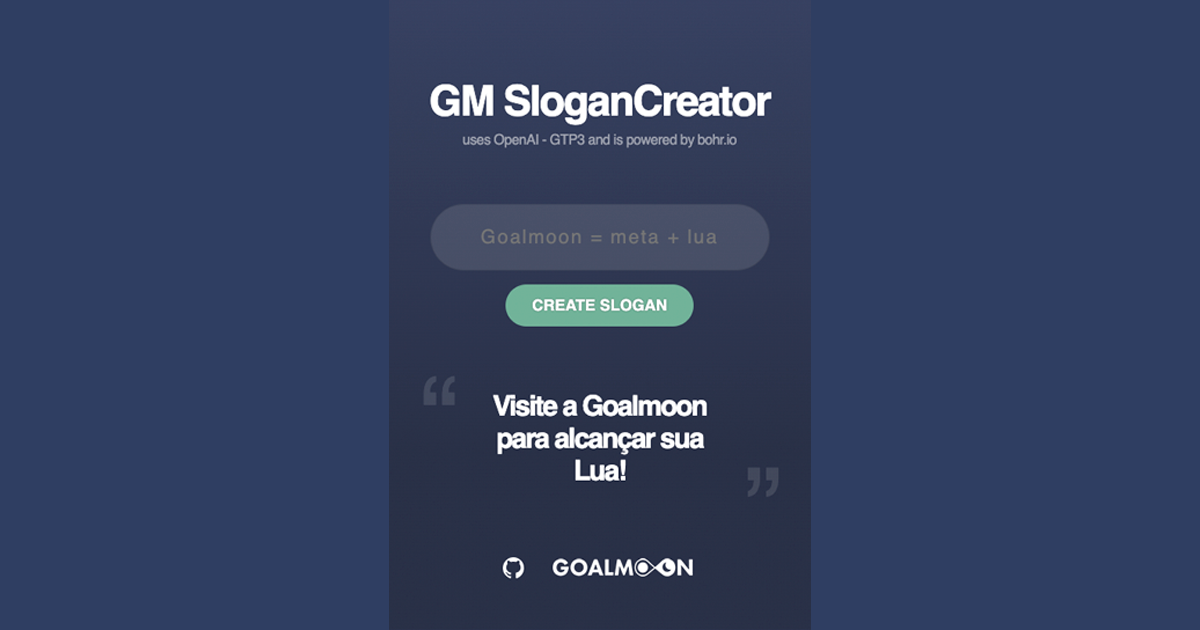 GM SloganCreator
uses OpenAI - GTP3 and is powered by bohr.io
Goalmoon = meta + lua
CREATE SLOGAN
“
Visite a Goalmoon
para alcançar sua
Lua!
”
GOALMOON